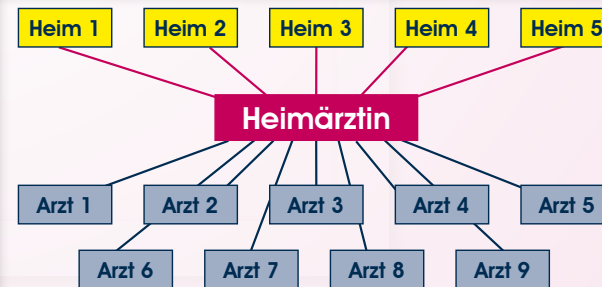 Heim 1 Heim 2 Heim 3 Heim 4 Heim 5
Heimärztin
Arzt 1 Arzt 2 Arzt 3 Arzt 4 Arzt 5
Arzt 6 Arzt 7 Arzt 8 Arzt 9